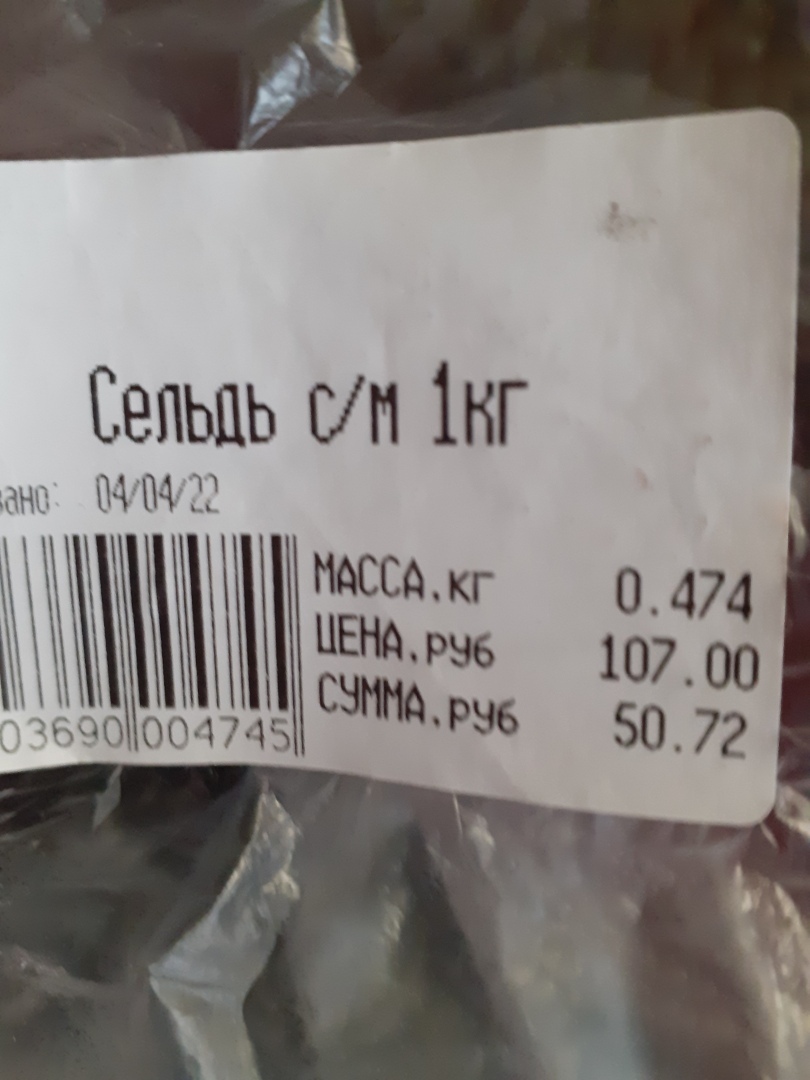 Сельдь с/м 1кг
04/04/22
МАССА.кг 0.474
ЦЕНА.руб 107.00
СУММА.руб 50.72
03690 004745